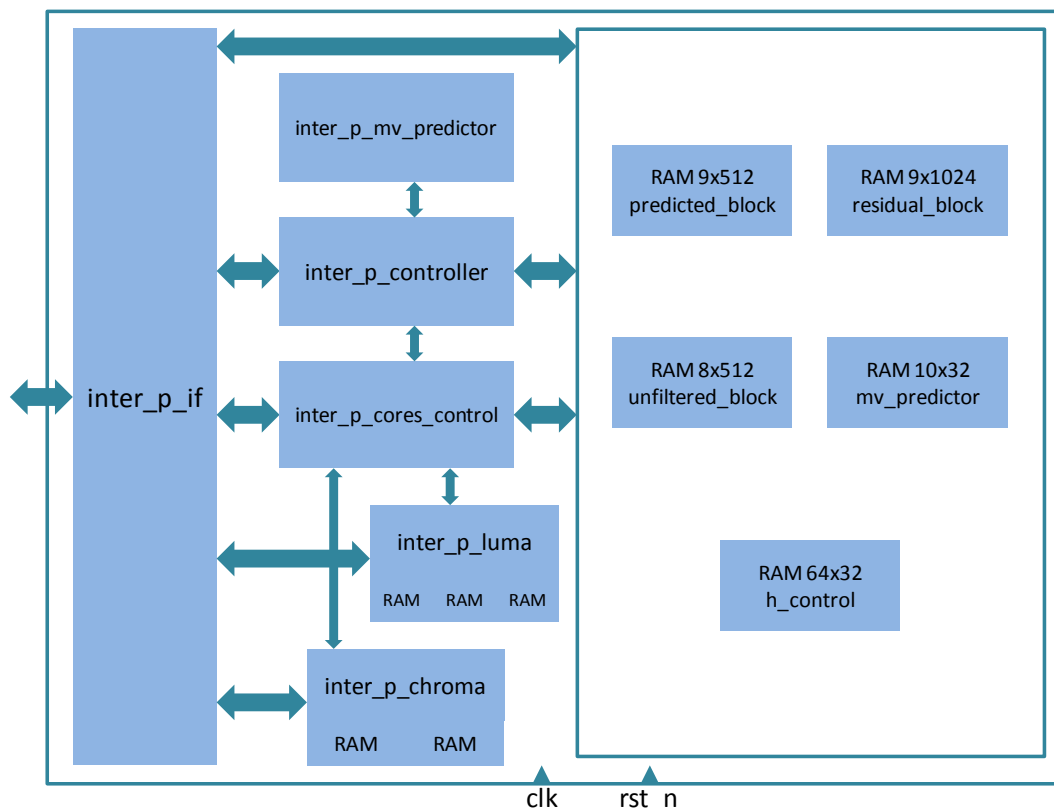 inter_p_if
inter_p_mv_predictor
inter_p_controller
inter_p_cores_control
inter_p_luma
RAM RAM RAM
inter_p_chroma
RAM RAM
RAM 9x512
predicted_block
RAM 9x1024
residual_block
RAM 8x512
unfiltered_block
RAM 10x32
mv_predictor
RAM 64x32
h_control
clk
rst n